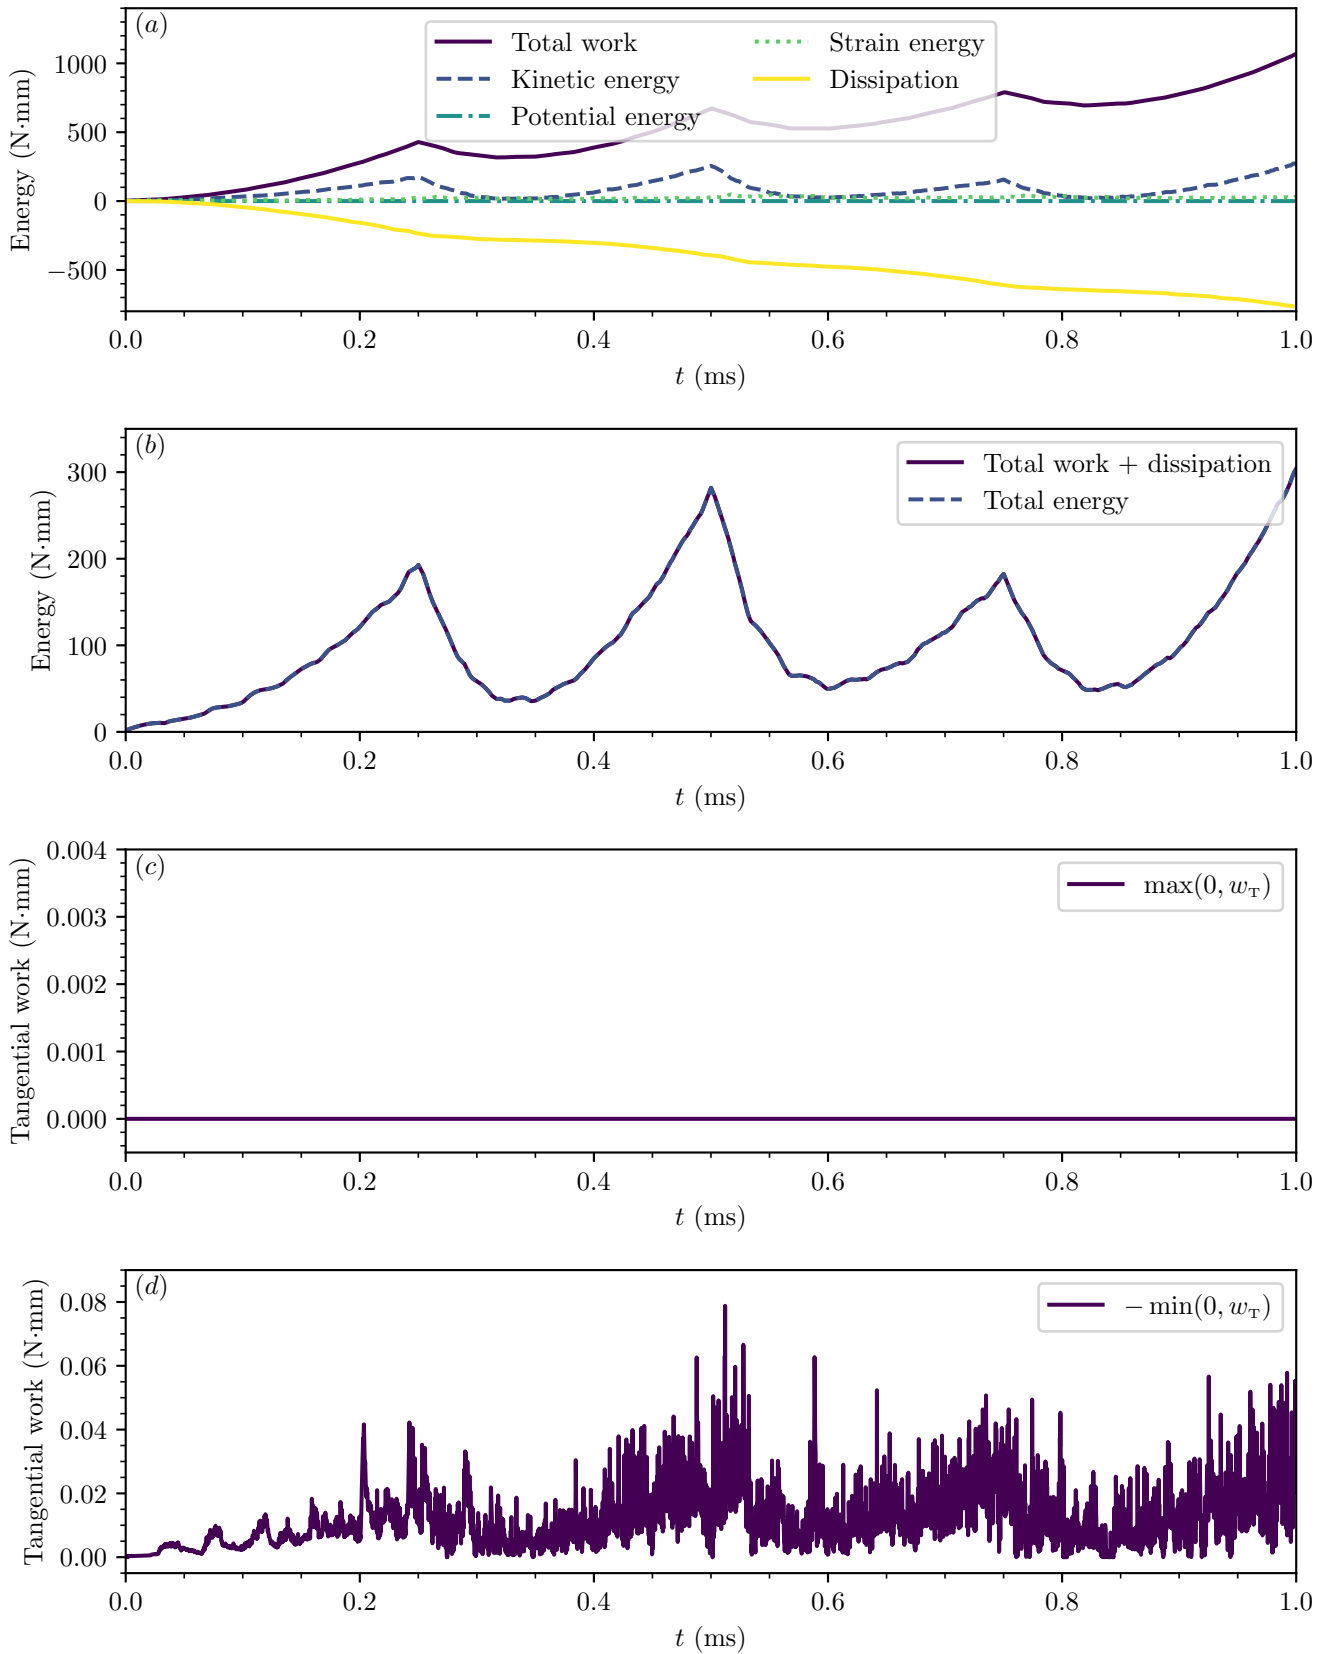 (a)
Total work
Kinetic energy
Potential energy
Strain energy
Dissipation
Energy (N·mm)
1000
500
0
−500
0.0 0.2 0.4 0.6 0.8 1.0
t (ms)
(b)
Total work + dissipation
Total energy
Energy (N·mm)
300
200
100
0
0.0 0.2 0.4 0.6 0.8 1.0
t (ms)
(c)
max(0, w_T)
Tangential work (N·mm)
0.004
0.003
0.002
0.001
0.000
0.0 0.2 0.4 0.6 0.8 1.0
t (ms)
(d)
− min(0, w_T)
Tangential work (N·mm)
0.08
0.06
0.04
0.02
0.00
0.0 0.2 0.4 0.6 0.8 1.0
t (ms)